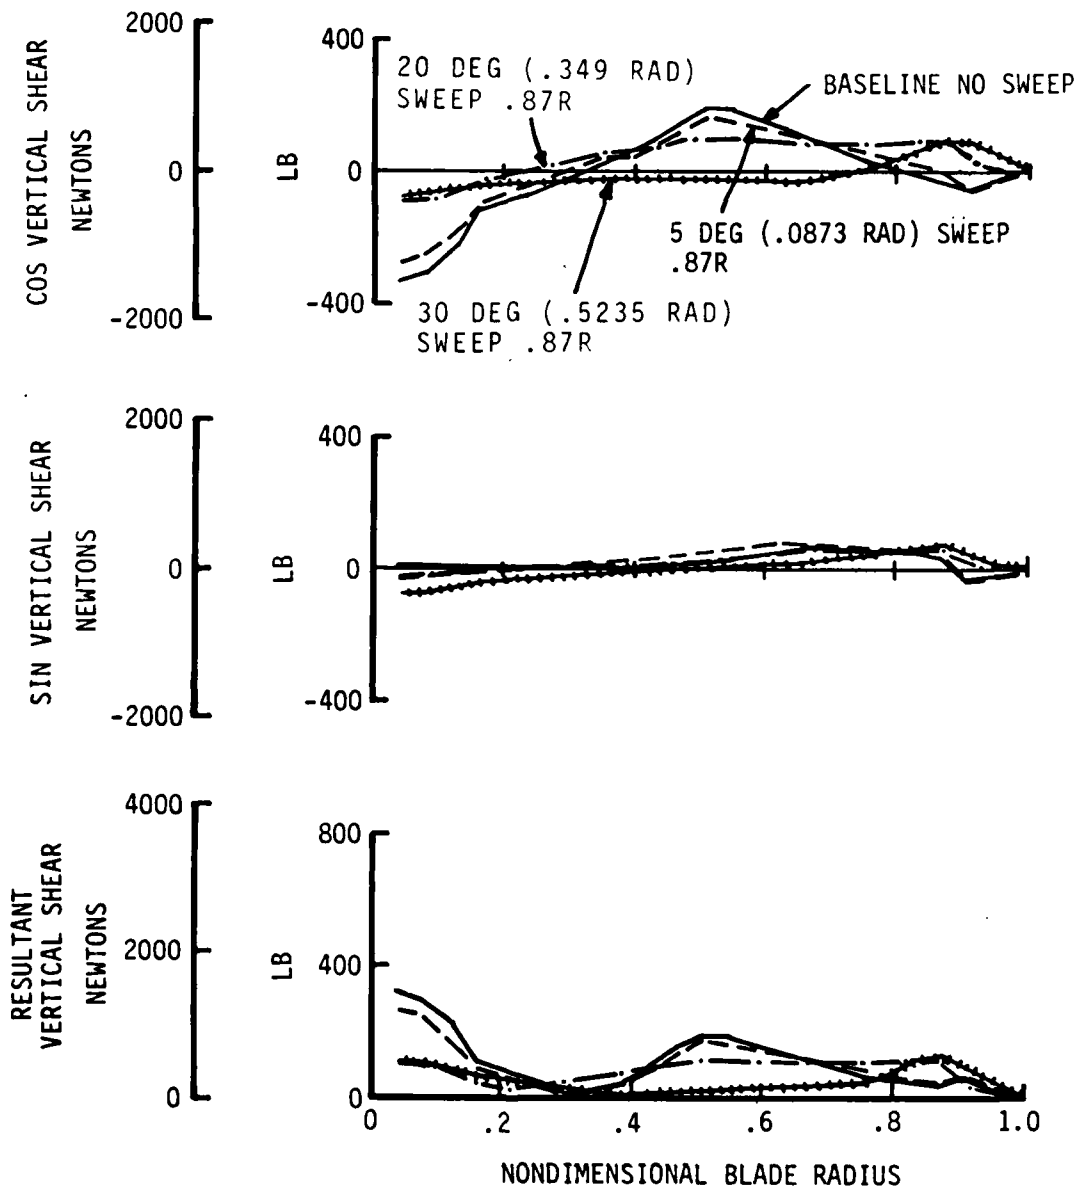 COS VERTICAL SHEAR
NEWTONS
2000
0
-2000
LB
400
0
-400
20 DEG (.349 RAD)
SWEEP .87R
BASELINE NO SWEEP
5 DEG (.0873 RAD) SWEEP
.87R
30 DEG (.5235 RAD)
SWEEP .87R
SIN VERTICAL SHEAR
NEWTONS
2000
0
-2000
LB
400
0
-400
RESULTANT
VERTICAL SHEAR
NEWTONS
4000
2000
0
LB
800
400
0
0 .2 .4 .6 .8 1.0
NONDIMENSIONAL BLADE RADIUS